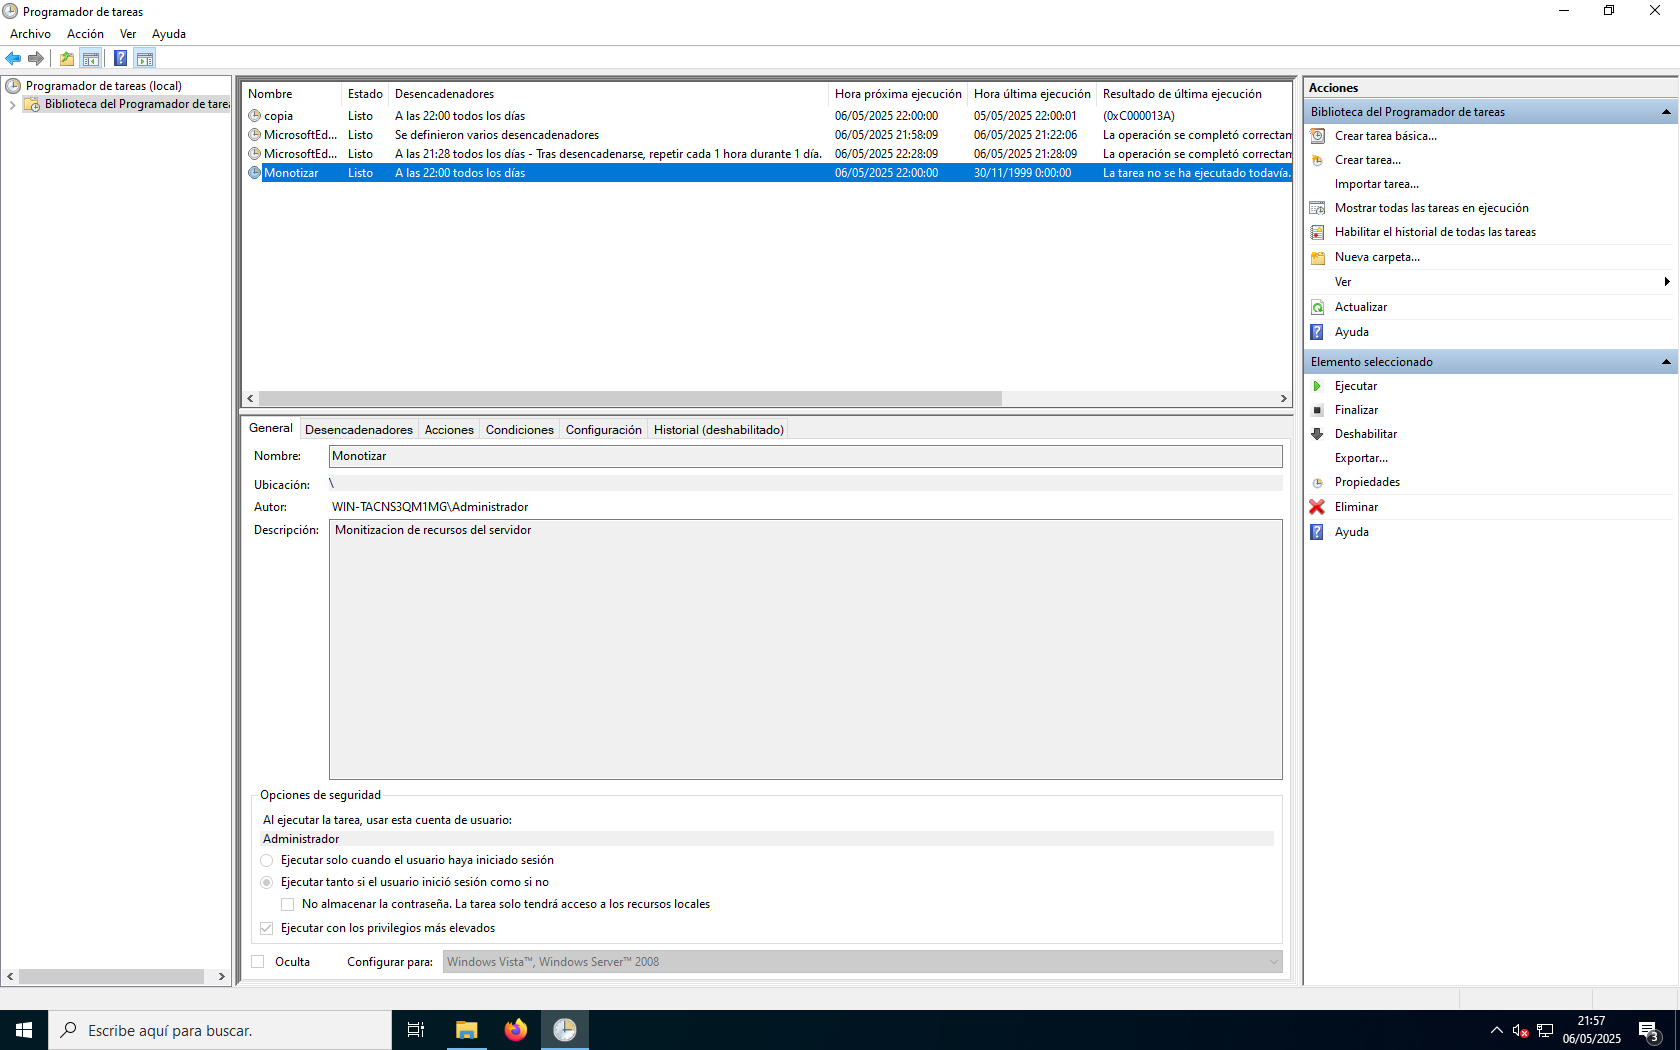 Programador de tareas
Archivo Acción Ver Ayuda
Programador de tareas (local)
Biblioteca del Programador de tarea
Nombre Estado Desencadenadores Hora próxima ejecución Hora última ejecución Resultado de última ejecución
copia Listo A las 22:00 todos los días 06/05/2025 22:00:00 05/05/2025 22:00:01 (0xC000013A)
MicrosoftEd... Listo Se definieron varios desencadenadores 06/05/2025 21:58:09 06/05/2025 21:22:06 La operación se completó correctam
MicrosoftEd... Listo A las 21:28 todos los días - Tras desencadenarse, repetir cada 1 hora durante 1 día. 06/05/2025 22:28:09 06/05/2025 21:28:09 La operación se completó correctam
Monotizar Listo A las 22:00 todos los días 06/05/2025 22:00:00 30/11/1999 0:00:00 La tarea no se ha ejecutado todavía.
General Desencadenadores Acciones Condiciones Configuración Historial (deshabilitado)
Nombre: Monotizar
Ubicación: \
Autor: WIN-TACNS3QM1MG\Administrador
Descripción: Monitizacion de recursos del servidor
Opciones de seguridad
Al ejecutar la tarea, usar esta cuenta de usuario:
Administrador
Ejecutar solo cuando el usuario haya iniciado sesión
Ejecutar tanto si el usuario inició sesión como si no
No almacenar la contraseña. La tarea solo tendrá acceso a los recursos locales
Ejecutar con los privilegios más elevados
Oculta Configurar para: Windows Vista™, Windows Server™ 2008
Acciones
Biblioteca del Programador de tareas
Crear tarea básica...
Crear tarea...
Importar tarea...
Mostrar todas las tareas en ejecución
Habilitar el historial de todas las tareas
Nueva carpeta...
Ver
Actualizar
Ayuda
Elemento seleccionado
Ejecutar
Finalizar
Deshabilitar
Exportar...
Propiedades
Eliminar
Ayuda
Escribe aquí para buscar.
21:57
06/05/2025
3